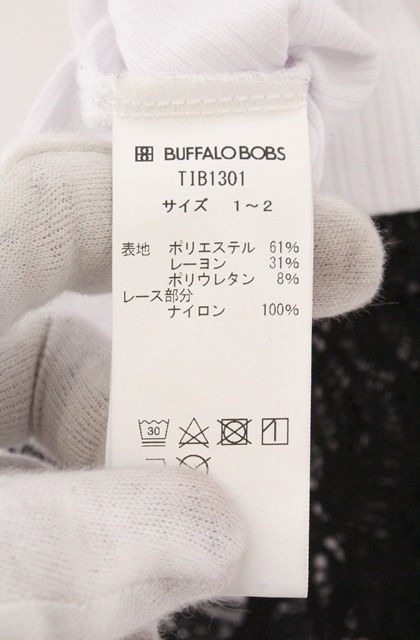 BUFFALO BOBS
TIB1301
サイズ 1～2
表地 ポリエステル 61%
レーヨン 31%
ポリウレタン 8%
レース部分
ナイロン 100%
30